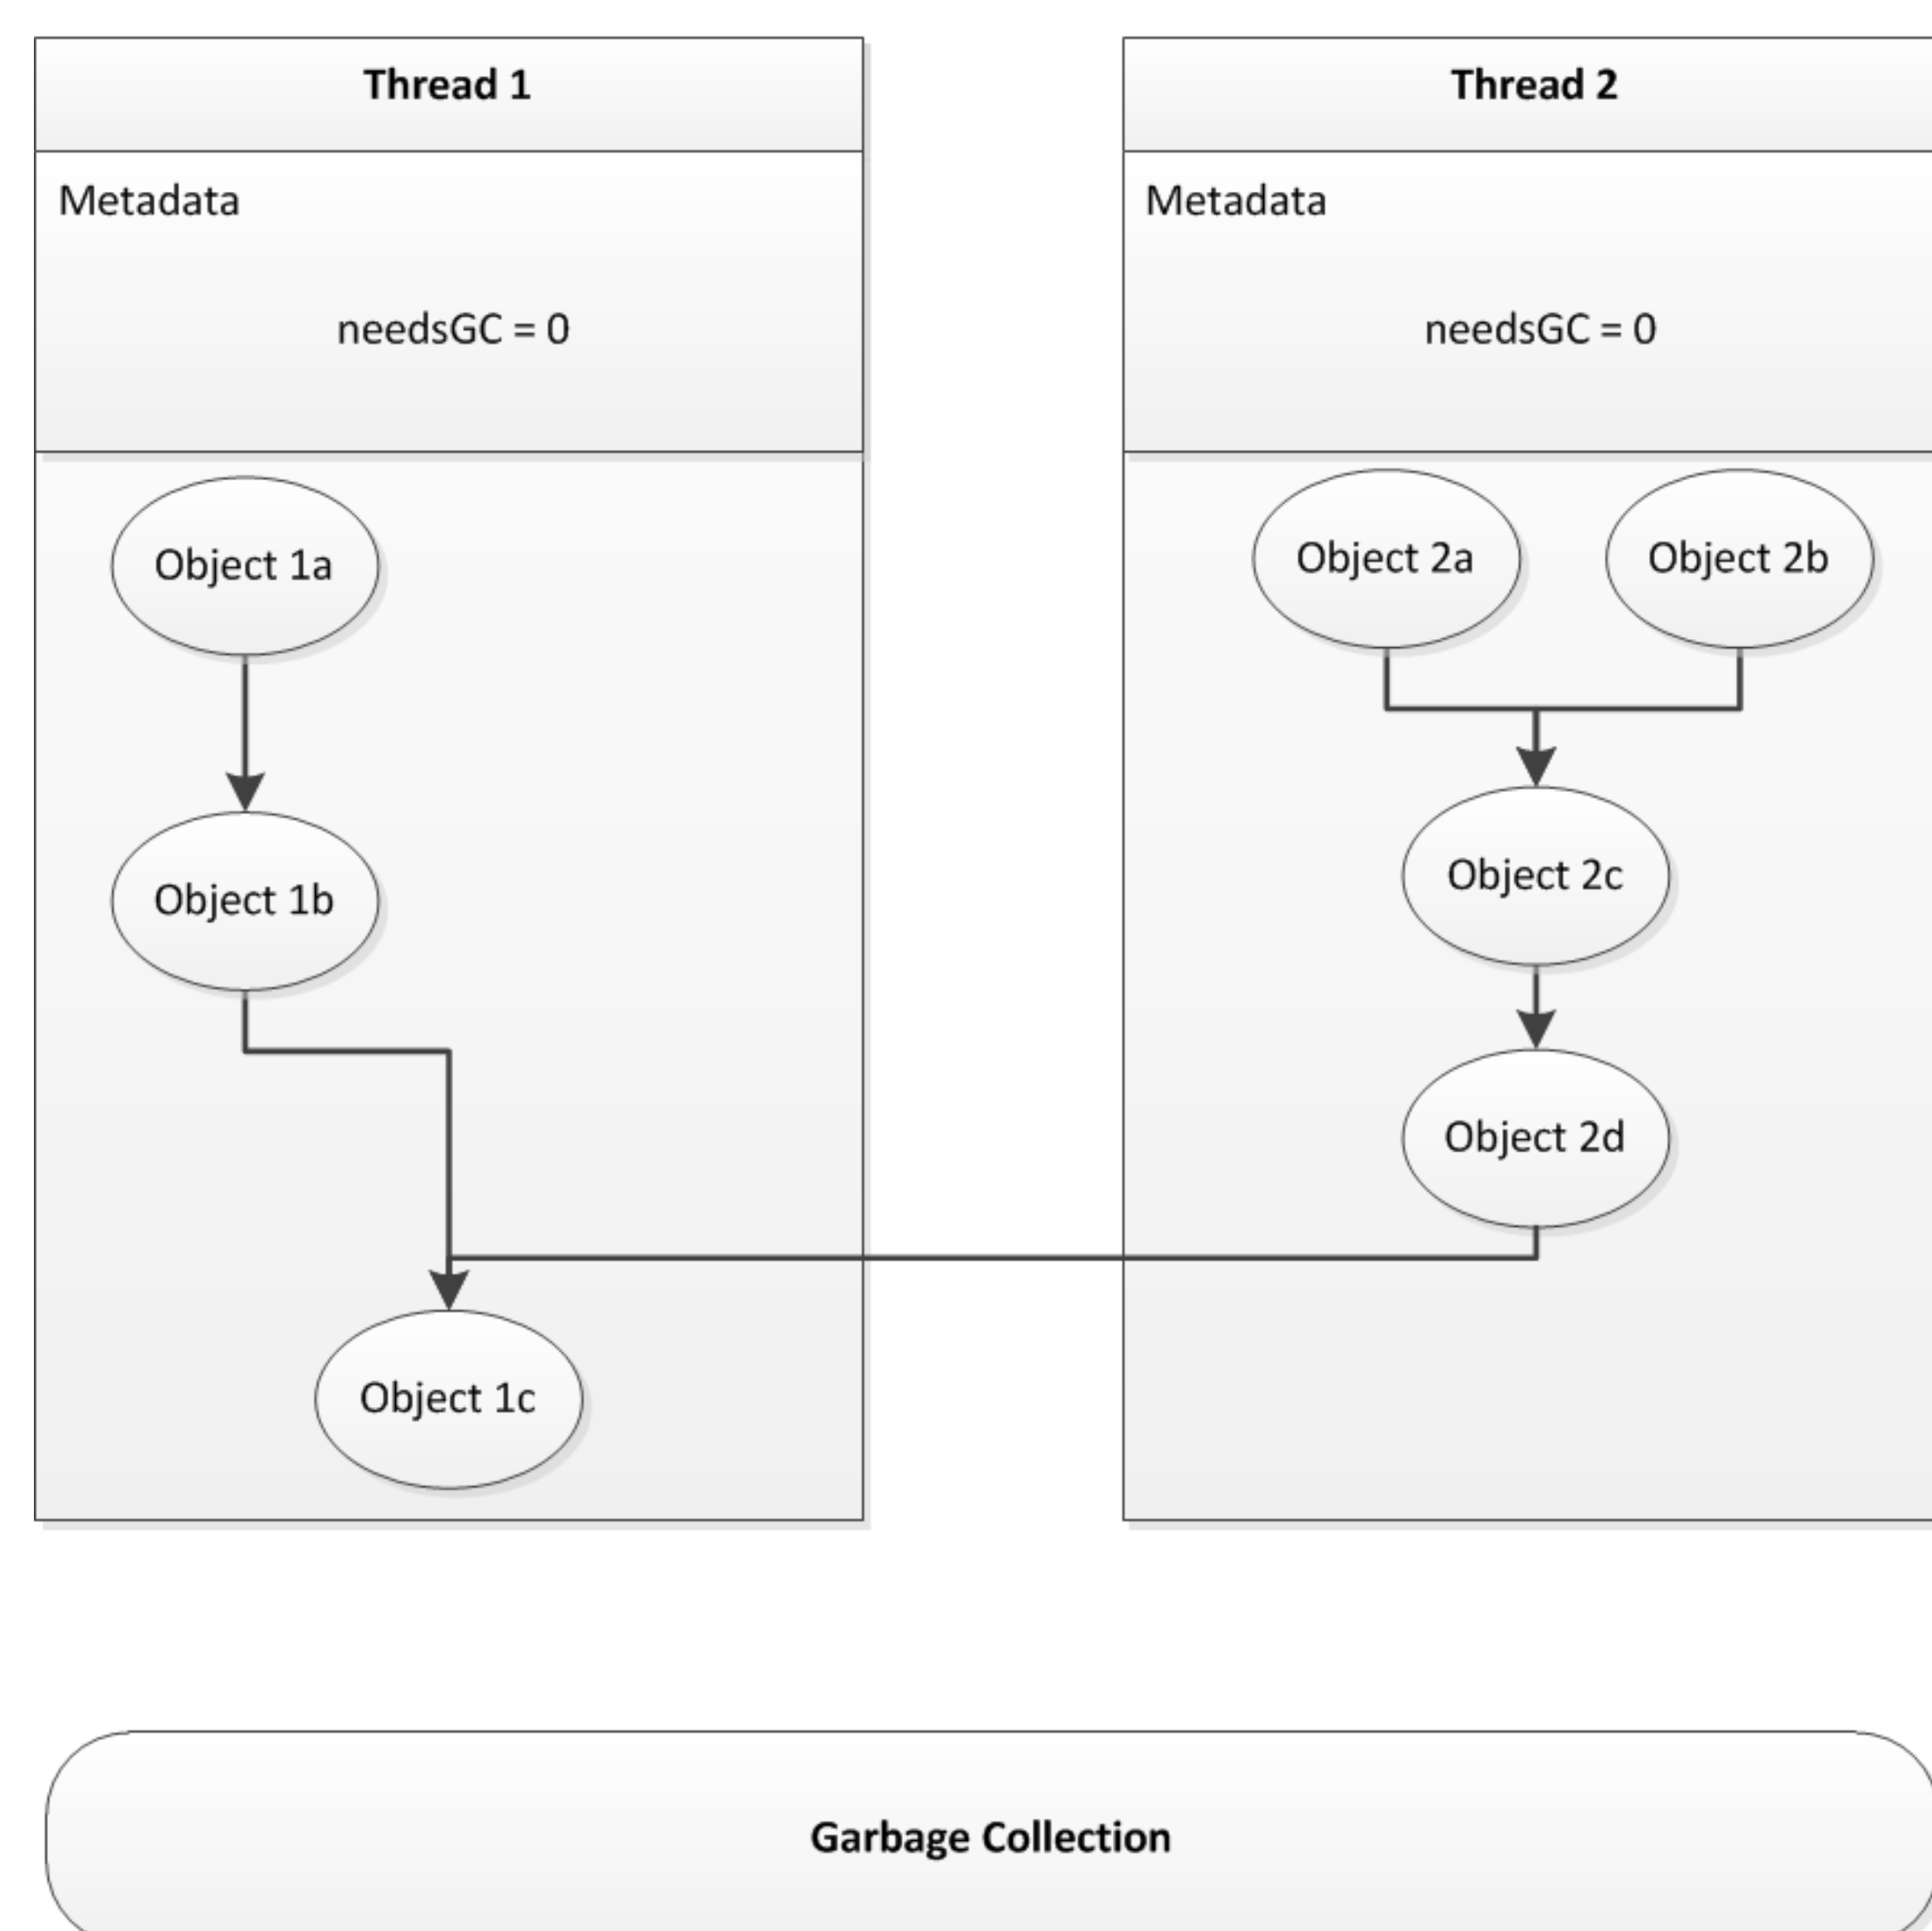 Thread 1
Metadata
needsGC = 0
Object 1a
Object 1b
Object 1c
Thread 2
Metadata
needsGC = 0
Object 2a
Object 2b
Object 2c
Object 2d
Garbage Collection